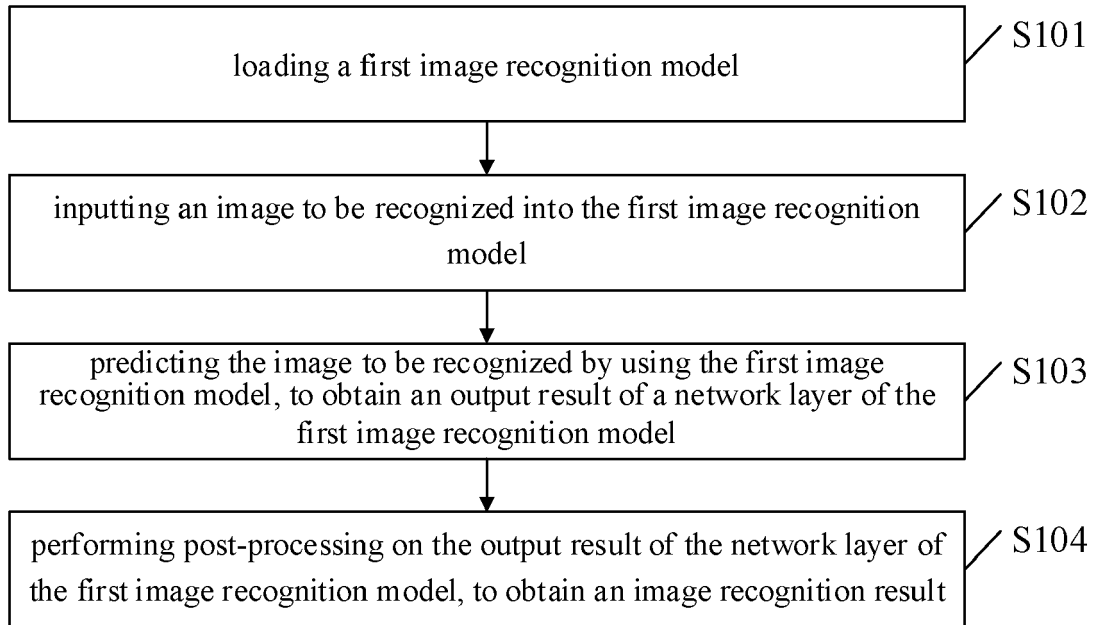 loading a first image recognition model
S101
inputting an image to be recognized into the first image recognition
model
S102
predicting the image to be recognized by using the first image
recognition model, to obtain an output result of a network layer of the
first image recognition model
S103
performing post-processing on the output result of the network layer of
the first image recognition model, to obtain an image recognition result
S104